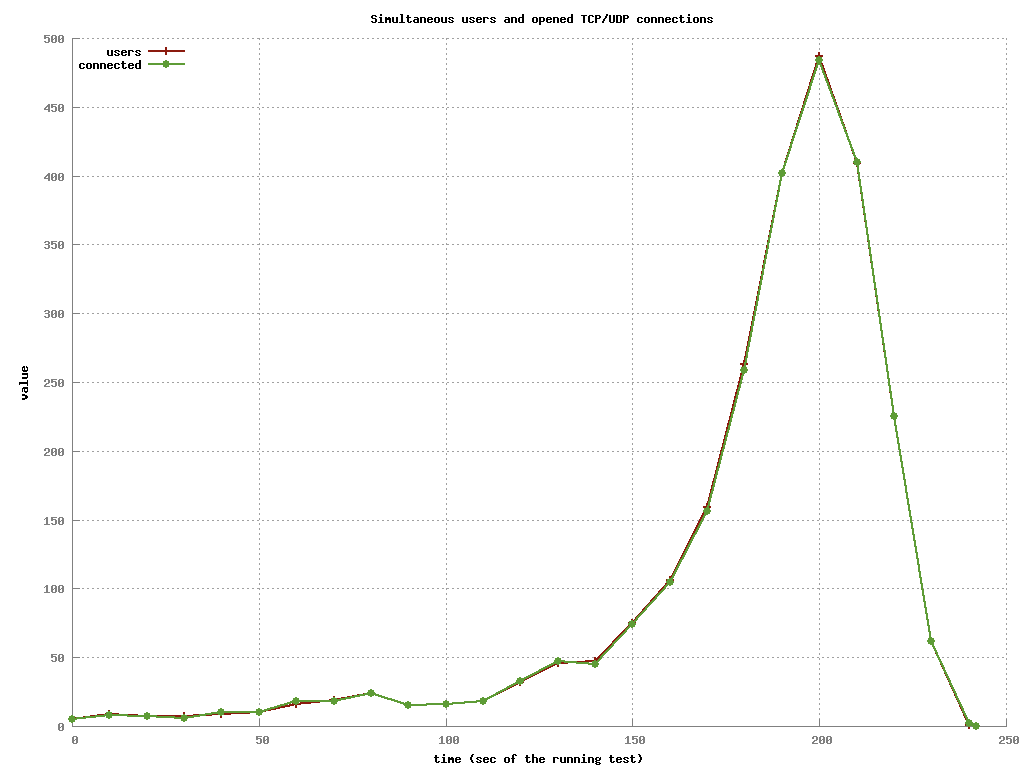 Simultaneous users and opened TCP/UDP connections
500
users
connected
450
400
350
300
250
value
200
150
100
50
0
0 50 100 150 200 250
time (sec of the running test)